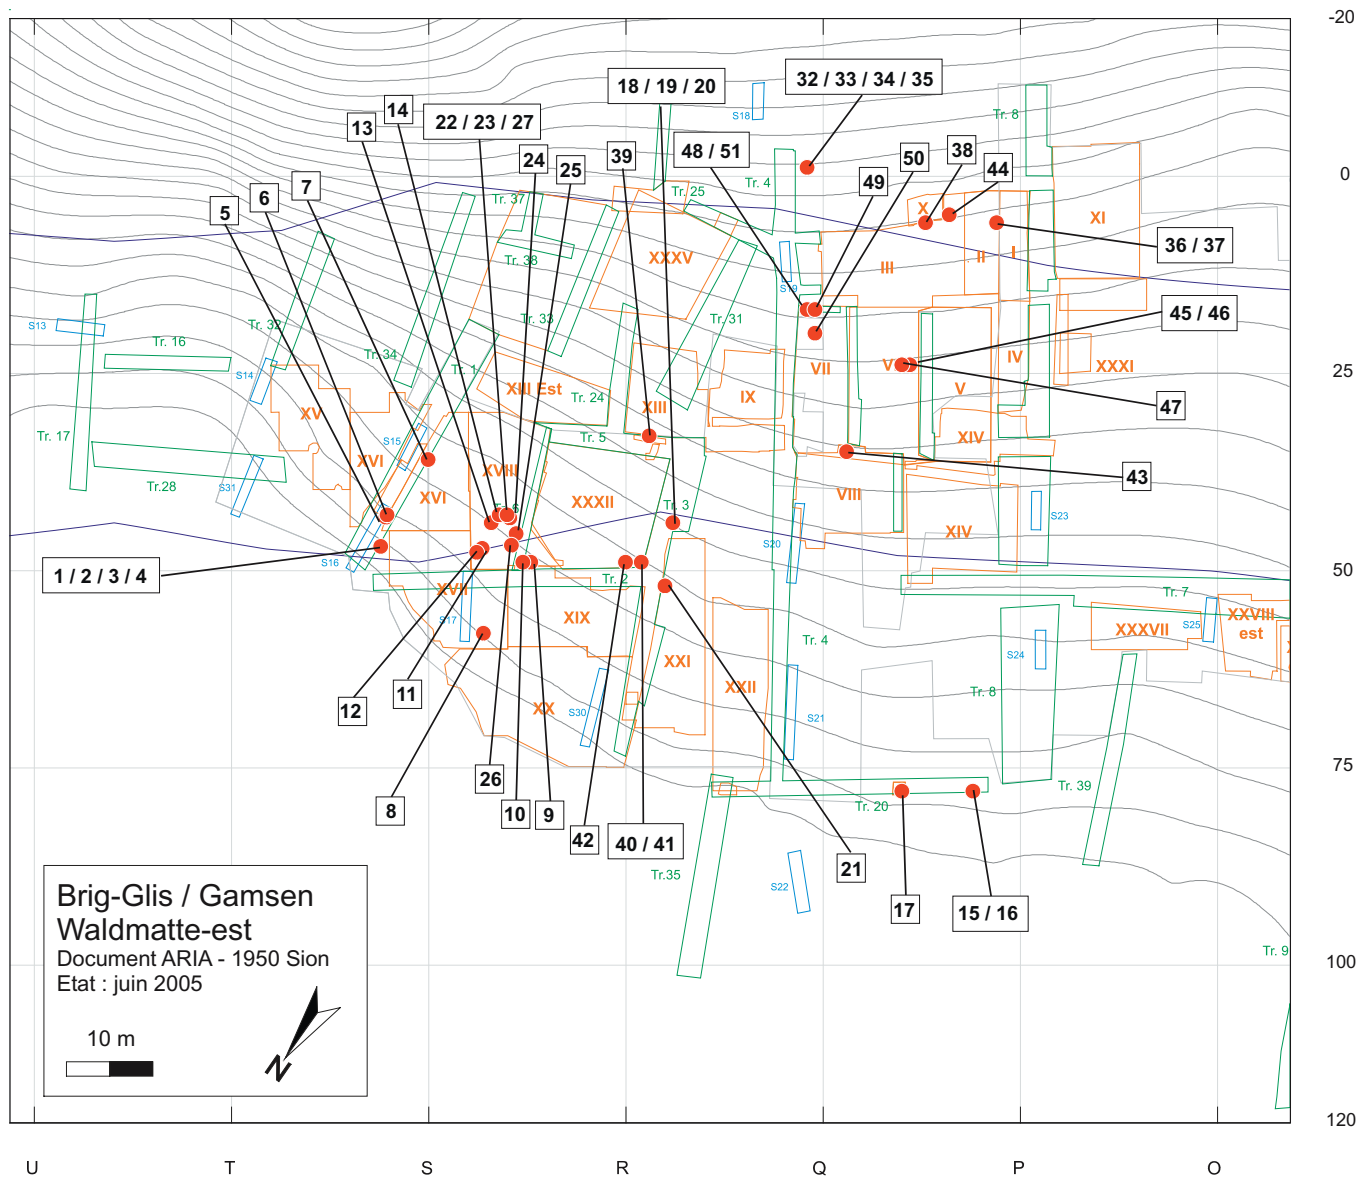 -20
32 / 33 / 34 / 35
18 / 19 / 20
14
13
22 / 23 / 27
S18
Tr. 8
24
39
48 / 51
50
38
44
25
49
0
7
6
5
Tr. 25
Tr. 4
Tr. 37
X
XI
36 / 37
Tr. 38
XXXV
III
II
I
S19
45 / 46
S13
Tr. 32
Tr. 33
Tr. 31
Tr. 16
Tr. 34
Tr. 1
IV
XXXI
25
S14
VII
V
V
XIII Est
Tr. 24
IX
47
XV
XIII
Tr. 17
S15
Tr. 5
XIV
XVI
XVIII
43
Tr.28
S31
XVI
XXXII
VIII
Tr. 6
Tr. 3
S23
XIV
S20
S16
50
1 / 2 / 3 / 4
XVII
Tr. 2
Tr. 7
S17
XIX
XXXVII
S25
XXVIII
est
Tr. 4
S24
XXI
XXII
Tr. 8
12
11
XX
S30
S21
26
75
8
10
9
42
40 / 41
Tr. 20
Tr. 39
21
Tr.35
S22
17
15 / 16
Brig-Glis / Gamsen
Waldmatte-est
Document ARIA - 1950 Sion
Etat : juin 2005
10 m
N
Tr. 9
100
120
U
T
S
R
Q
P
O